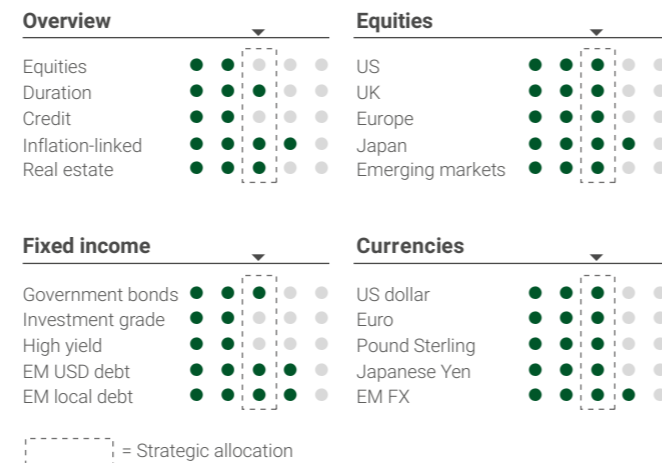 Overview
Equities
Duration
Credit
Inflation-linked
Real estate
Equities
US
UK
Europe
Japan
Emerging markets
Fixed income
Government bonds
Investment grade
High yield
EM USD debt
EM local debt
Currencies
US dollar
Euro
Pound Sterling
Japanese Yen
EM FX
= Strategic allocation